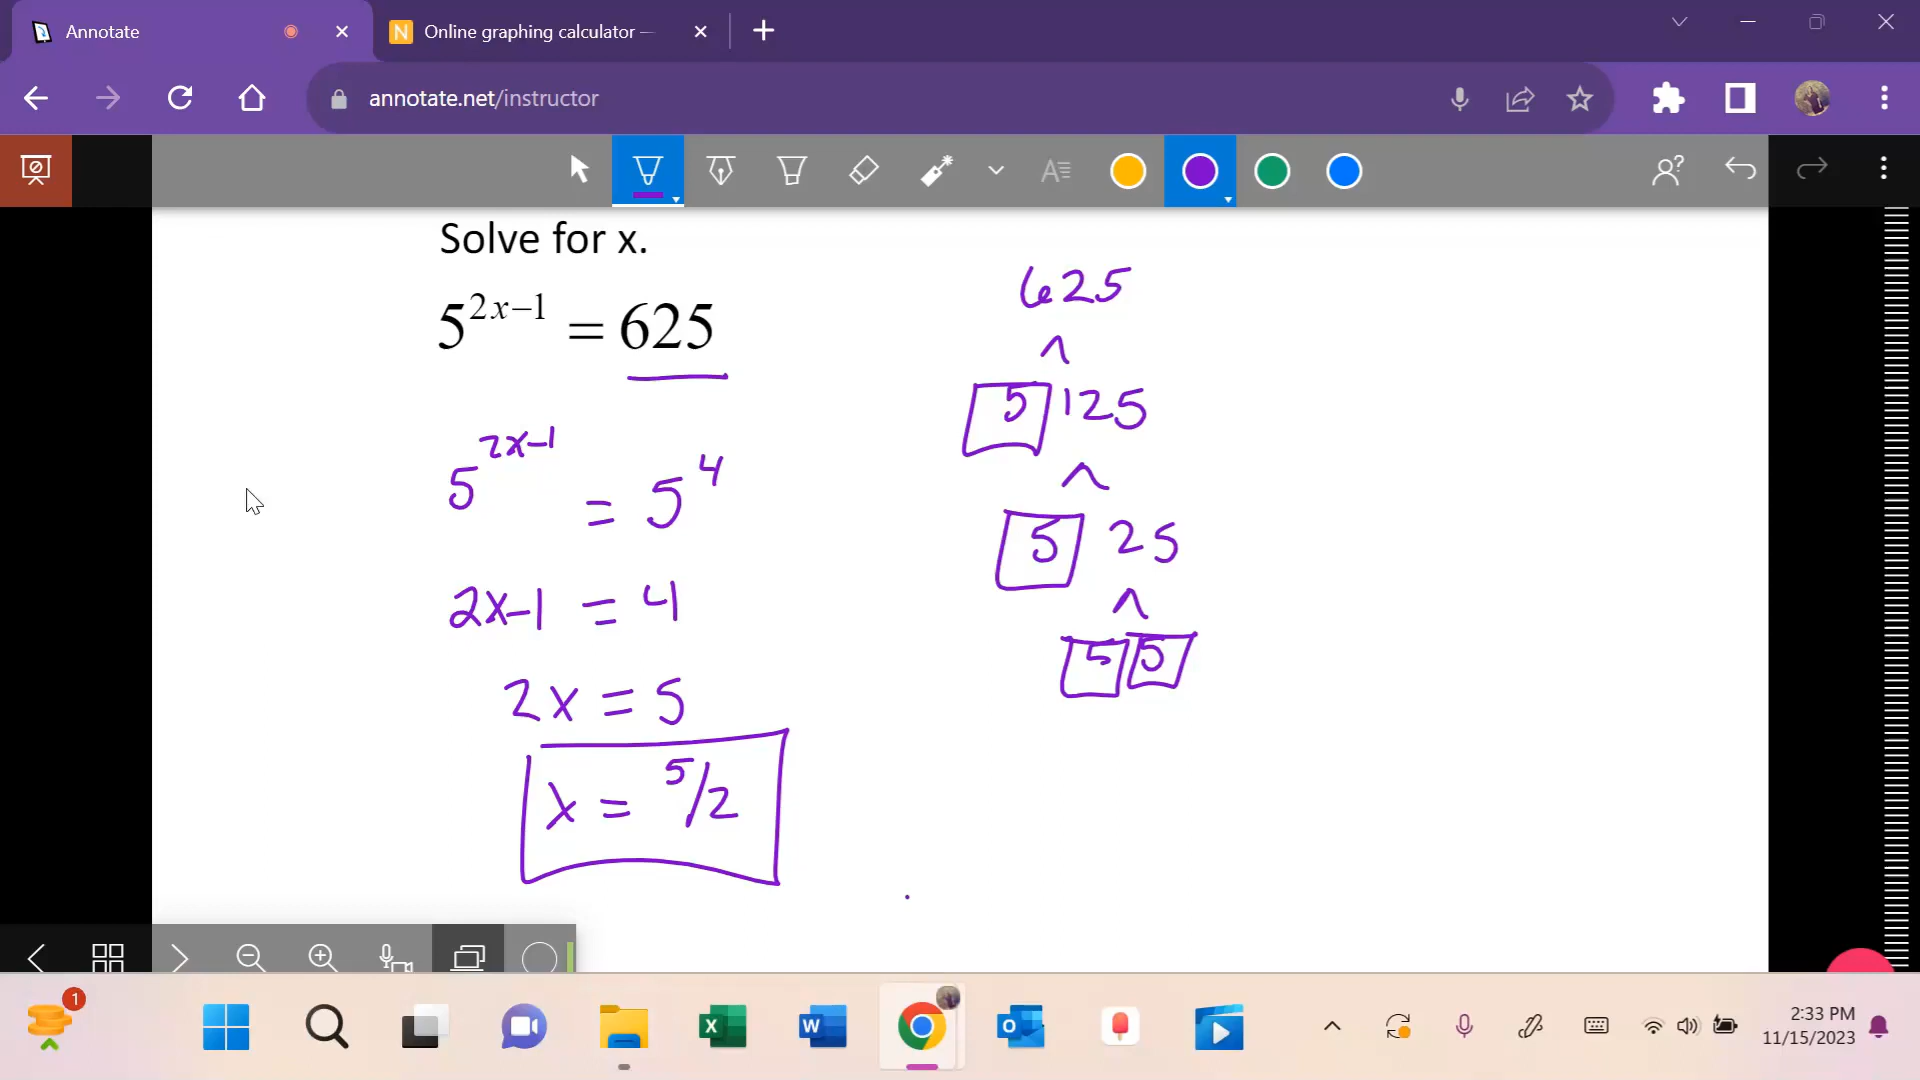 Annotate
Online graphing calculator —
annotate.net/instructor
Solve for x.
5^{2x−1} = 625
5^{2x-1} = 5^4
2x-1 = 4
2x = 5
x = 5/2
625
5 125
5 25
5 5
1
2:33 PM
11/15/2023